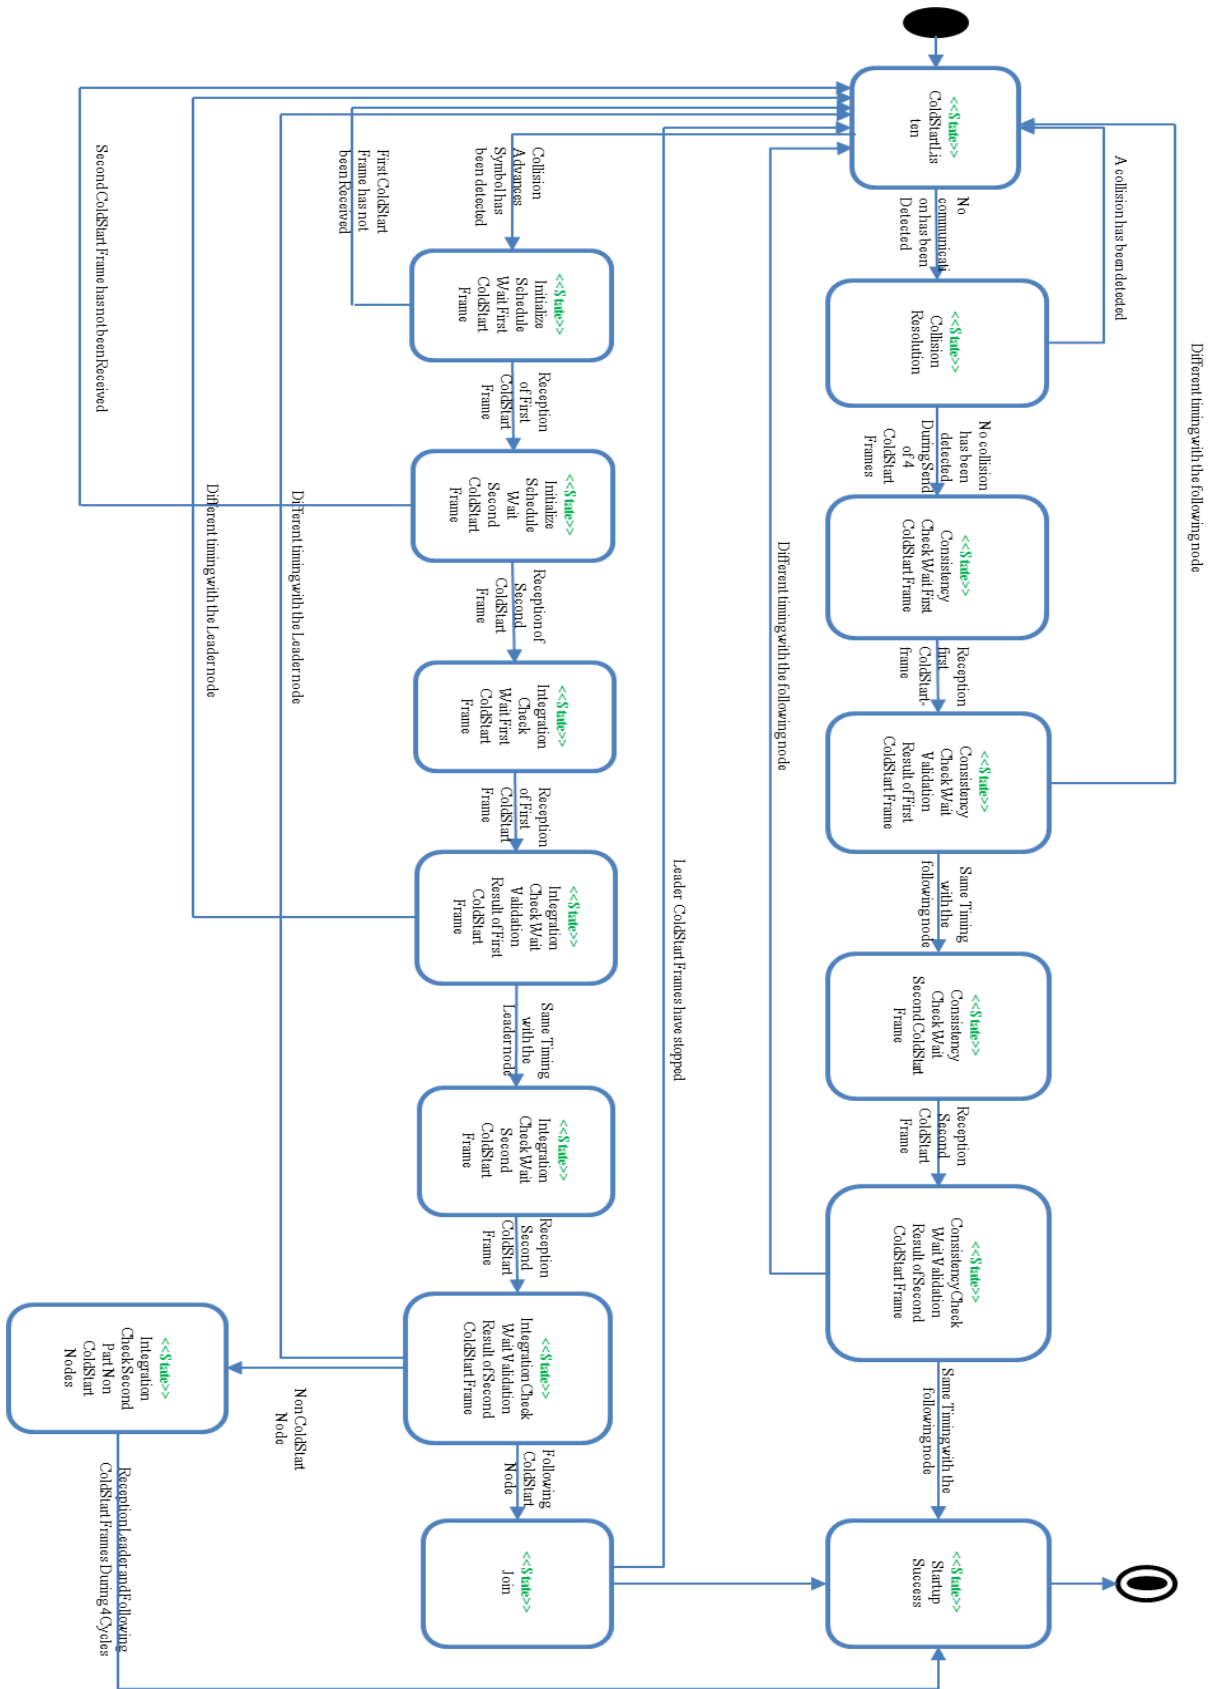 <<State>>
ColdStartLis
ten
A collision has been detected
Different timing with the following node
No
communicati
on has been
Detected
<<State>>
Collision
Resolution
No collision
has been
detected
During Send
of 4
ColdStart
Frames
<<State>>
Consistency
Check Wait First
ColdStart Frame
Reception
first
ColdStart-
frame
<<State>>
Consistency
Check Wait
Validation
Result of First
ColdStart Frame
Same Timing
with the
following node
<<State>>
Consistency
Check Wait
Second ColdStart
Frame
Reception
Second
ColdStart
Frame
<<State>>
Consistency Check
Wait Validation
Result of Second
ColdStart Frame
Same Timing with the
following node
<<State>>
Startup
Success
Different timing with the following node
Leader ColdStart Frames have stopped
Collision
Advances
Symbol has
been detected
First ColdStart
Frame has not
been Received
<<State>>
Initialize
Schedule
Wait First
ColdStart
Frame
Reception
of First
ColdStart
Frame
<<State>>
Initialize
Schedule
Wait
Second
ColdStart
Frame
Reception of
Second
ColdStart
Frame
<<State>>
Integration
Check
Wait First
ColdStart
Frame
Reception
of First
ColdStart
Frame
<<State>>
Integration
Check Wait
Validation
Result of First
ColdStart
Frame
Same Timing
with the
Leader node
<<State>>
Integration
Check Wait
Second
ColdStart
Frame
Reception
Second
ColdStart
Frame
<<State>>
Integration Check
Wait Validation
Result of Second
ColdStart Frame
Following
ColdStart
Node
<<State>>
Join
Different timing with the Leader node
Different timing with the Leader node
Second ColdStart Frame has not been Received
Non ColdStart
Node
<<State>>
Integration
Check Second
Part Non
ColdStart
Nodes
Reception Leader and Following
ColdStart Frames During 4 Cycles